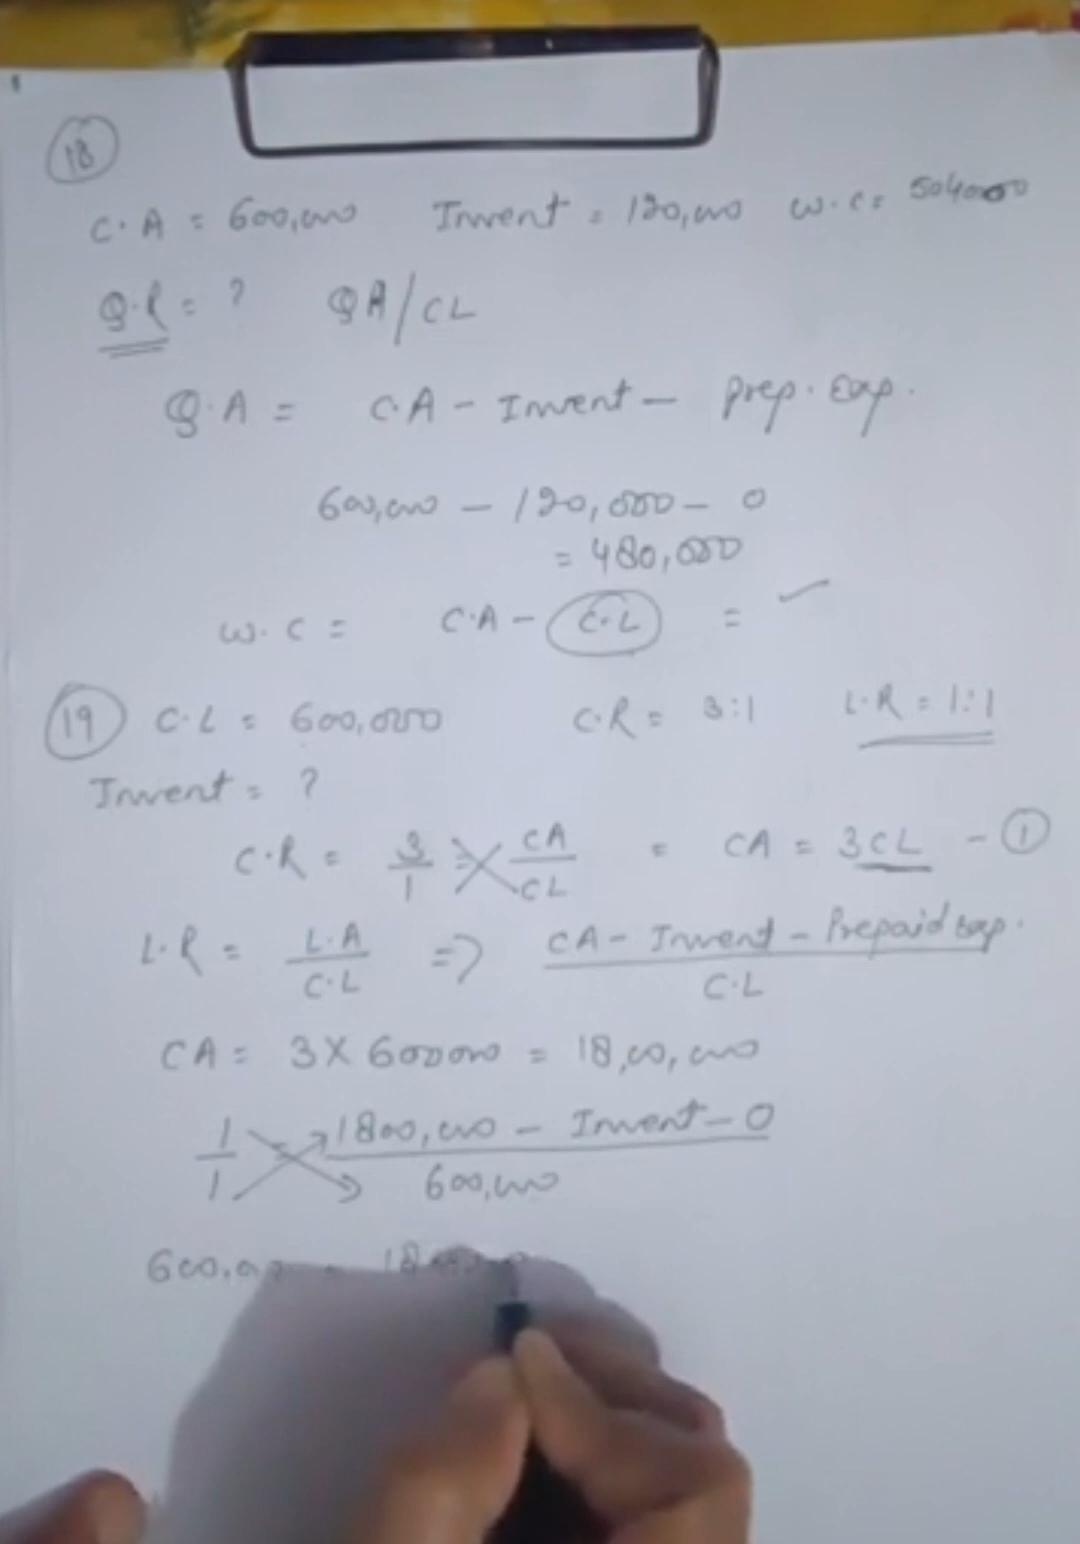 18
C.A = 600,000 Invent = 120,000 W.C = 504000
Q.R = ? QA/CL
Q.A = C.A - Invent - Prep. Exp.
600,000 - 120,000 - 0
= 480,000
W.C = C.A - C.L =
19 C.L = 600,000 C.R = 3:1 L.R = 1:1
Invent = ?
C.R = 3/1 = CA/CL = CA = 3CL - 1
L.R = L.A/C.L => CA - Invent - Prepaid Exp./C.L
CA = 3 X 600000 = 18,00,000
1/1 = 1800,000 - Invent - 0/600,000